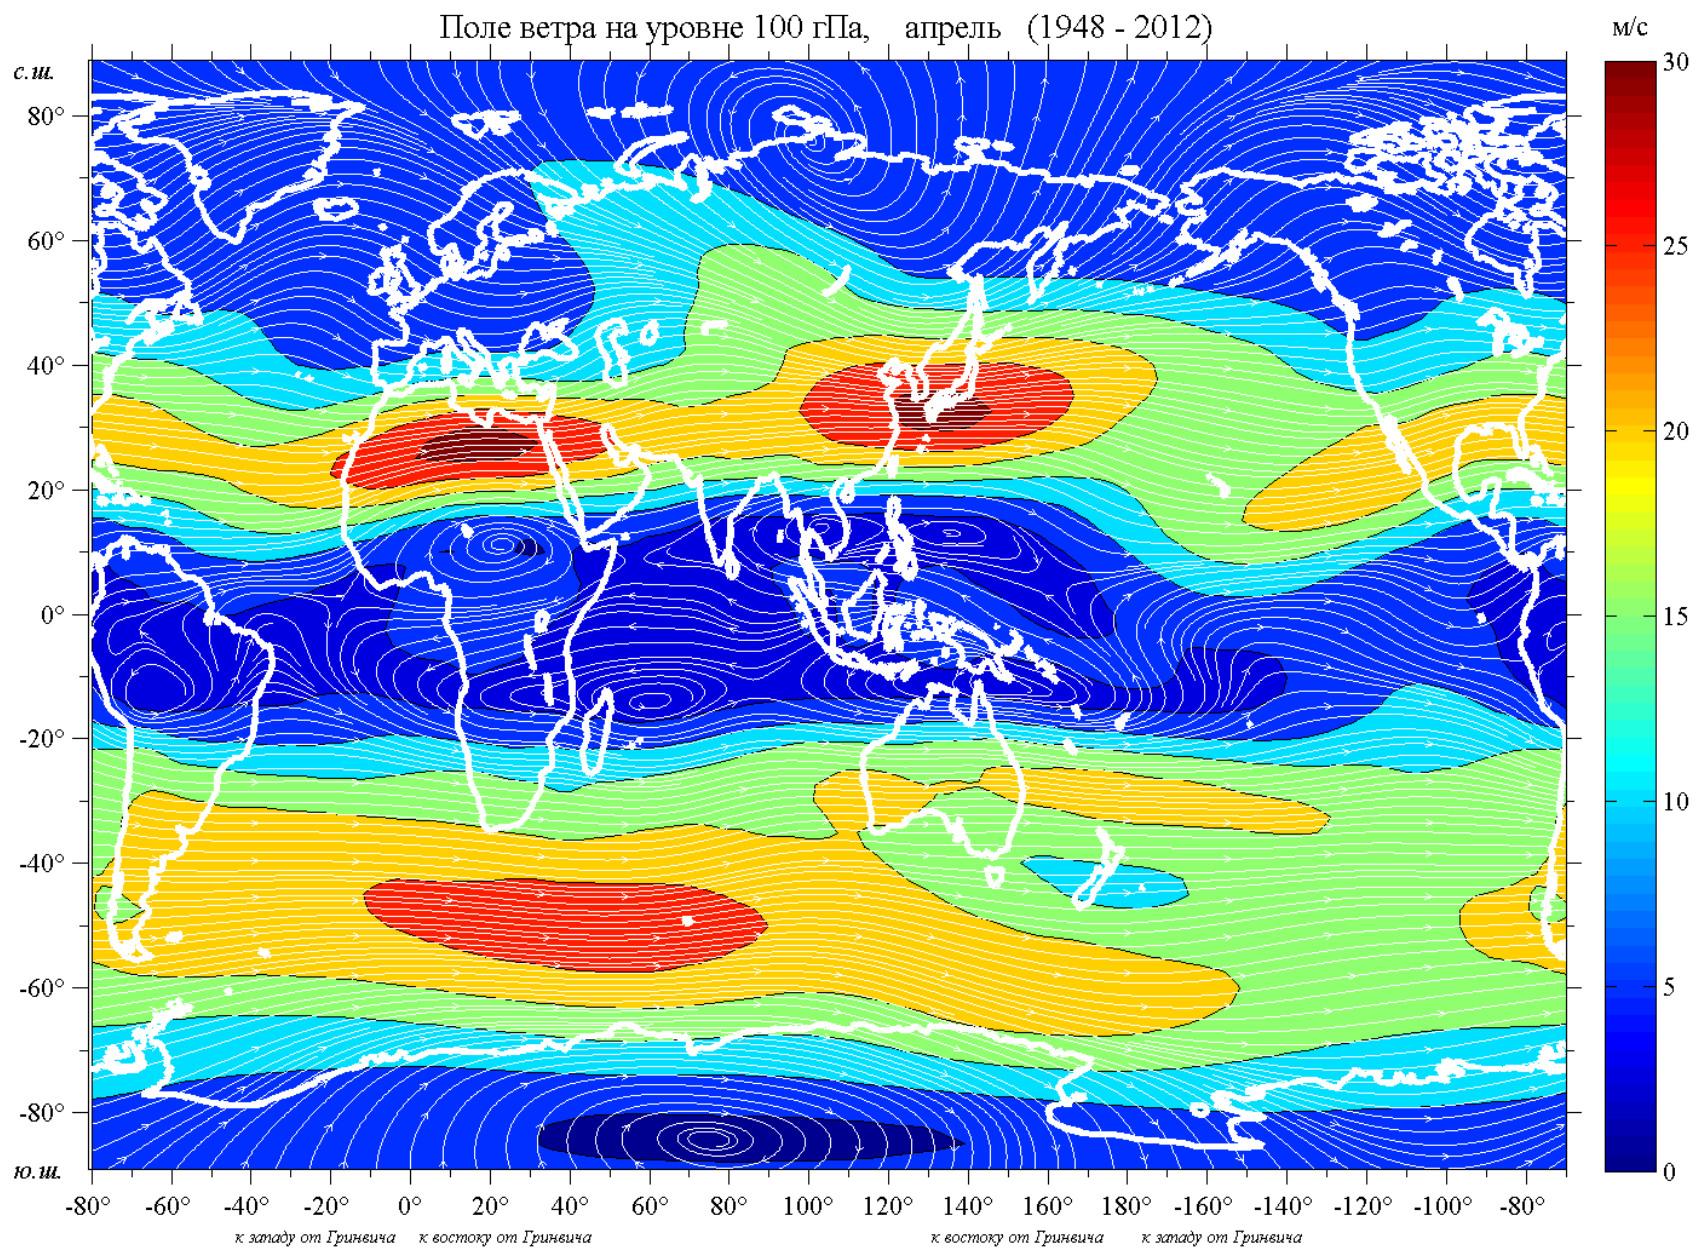 Поле ветра на уровне 100 гПа, апрель (1948 - 2012)
м/с
с.ш.
80°
60°
40°
20°
0°
-20°
-40°
-60°
-80°
ю.ш.
30
25
20
15
10
5
0
-80° -60° -40° -20° 0° 20° 40° 60° 80° 100° 120° 140° 160° 180° -160° -140° -120° -100° -80°
к западу от Гринвича к востоку от Гринвича к востоку от Гринвича к западу от Гринвича